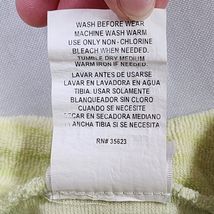 WASH BEFORE WEAR
MACHINE WASH WARM
USE ONLY NON-CHLORINE
BLEACH WHEN NEEDED.
TUMBLE DRY MEDIUM
WARM IRON IF NEEDED.
LAVAR ANTES DE USARSE
LAVAR EN LAVADORA EN AGUA
TIBIA. USAR SOLAMENTE
BLANQUEADOR SIN CLORO
CUANDO SE NECESITE.
SECAR EN SECADORA MEDIANO
PLANCHA TIBIA SI SE NECESITA
RN# 35623